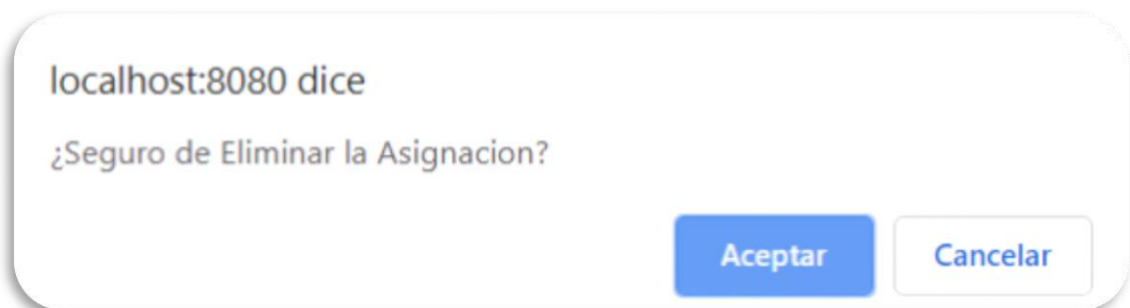 localhost:8080 dice
¿Seguro de Eliminar la Asignacion?
Aceptar Cancelar